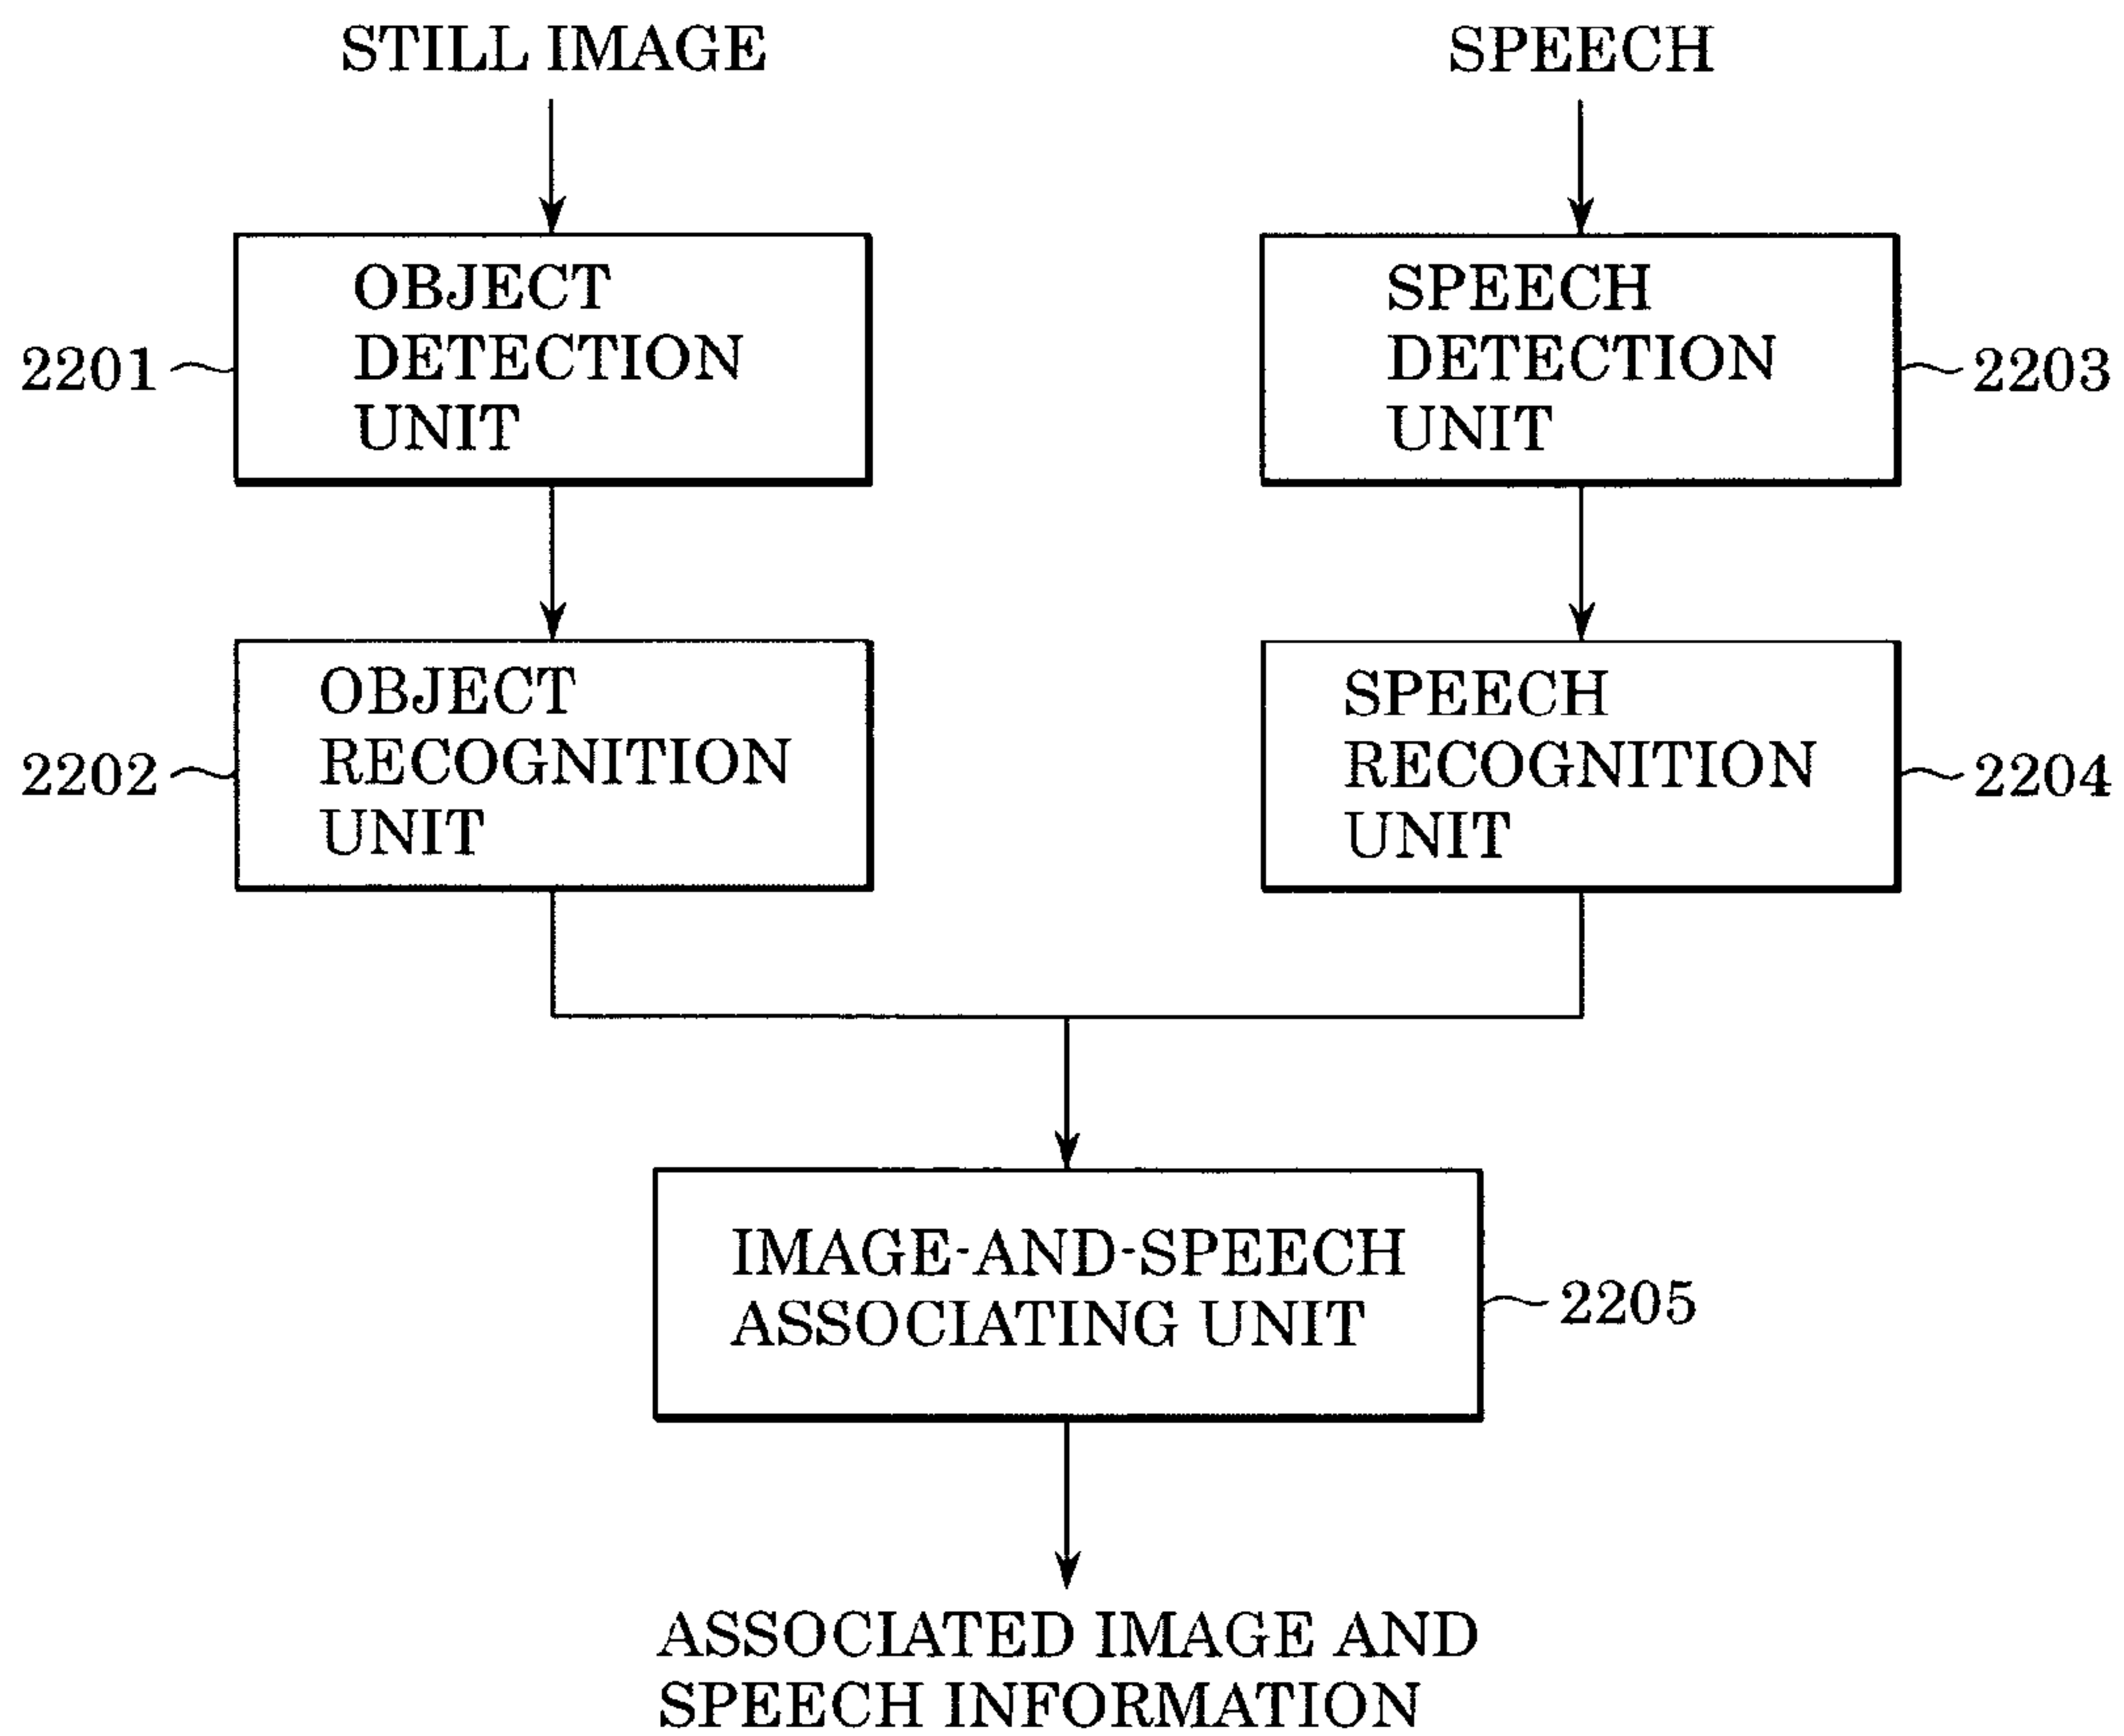 STILL IMAGE
SPEECH
OBJECT
DETECTION
UNIT
2201
SPEECH
DETECTION
UNIT
2203
OBJECT
RECOGNITION
UNIT
2202
SPEECH
RECOGNITION
UNIT
2204
IMAGE-AND-SPEECH
ASSOCIATING UNIT
2205
ASSOCIATED IMAGE AND
SPEECH INFORMATION